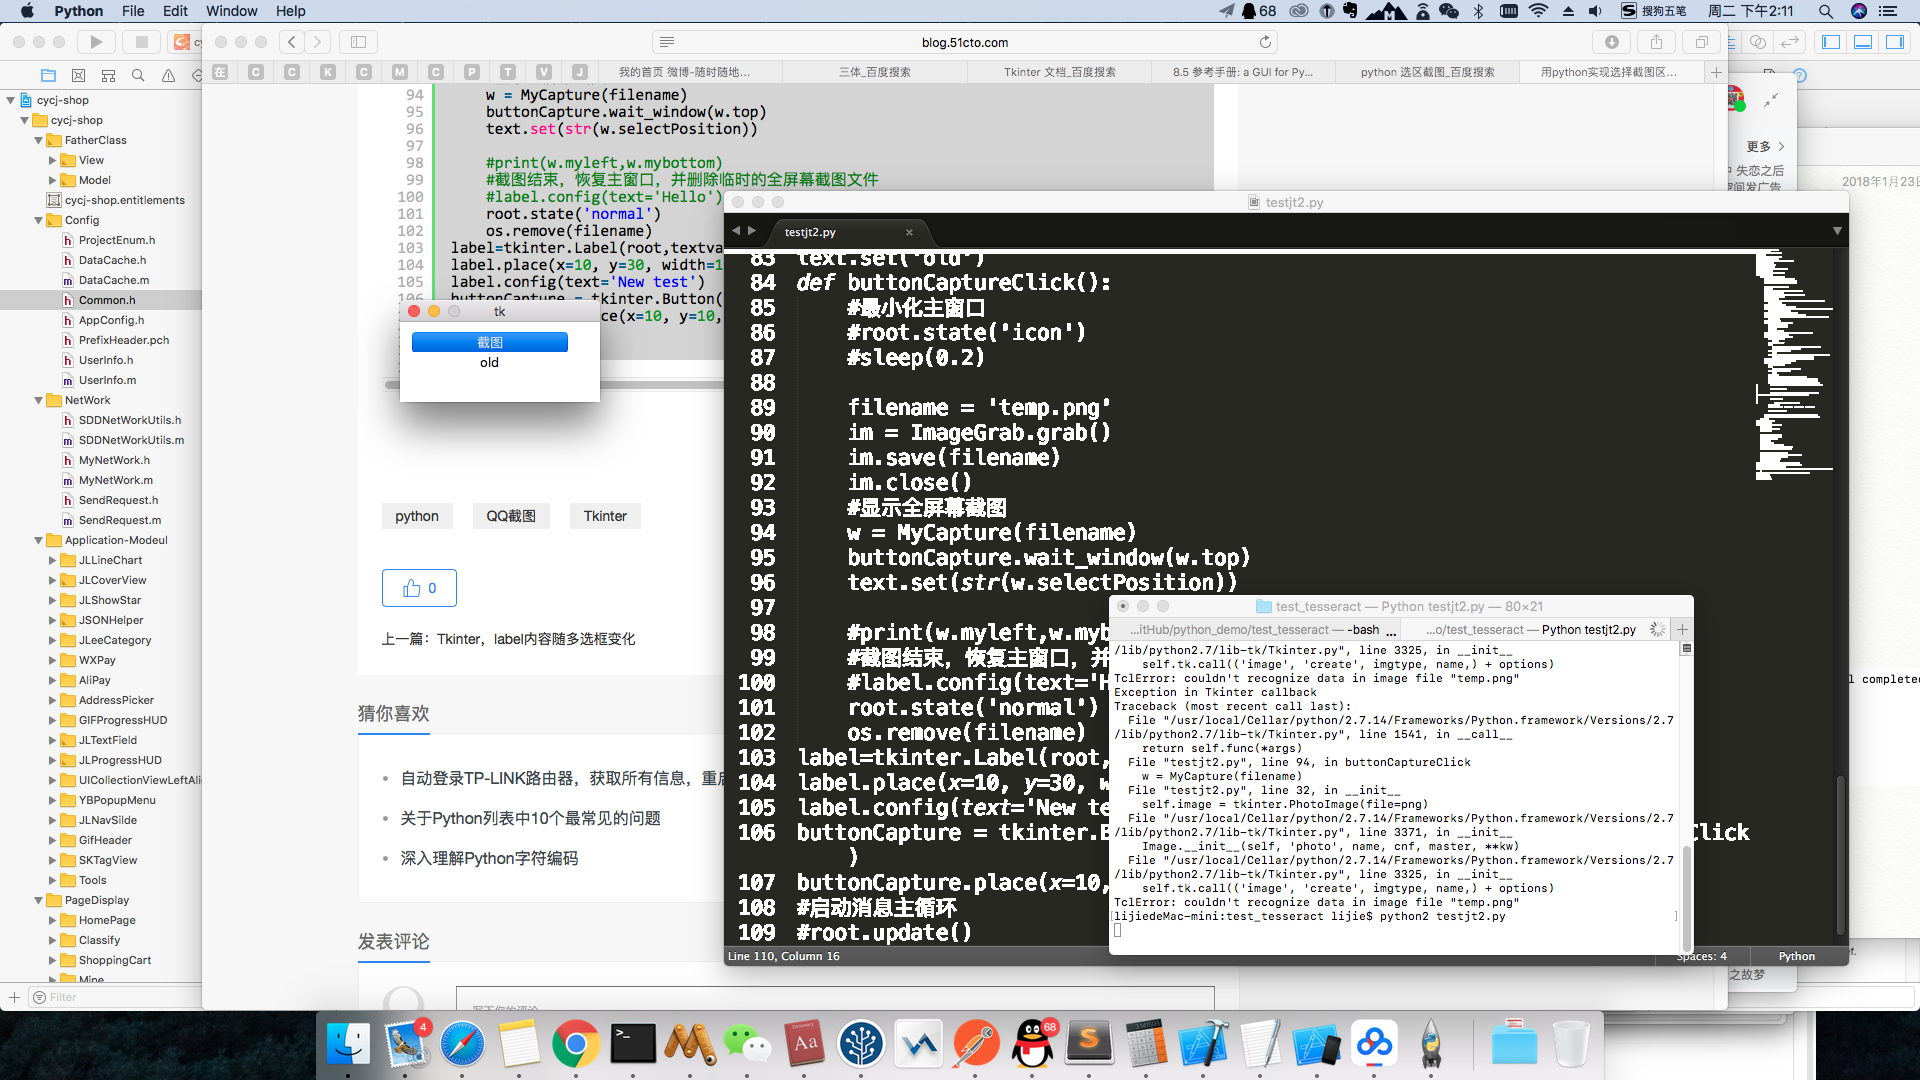 Python File Edit Window Help
68
搜狗五笔
周二 下午2:11
blog.51cto.com
在 C C K C M C P T V J
我的首页 微博-随时随地...
三体_百度搜索
Tkinter 文档_百度搜索
8.5 参考手册: a GUI for Py...
python 选区截图_百度搜索
用python实现选择截图区...
cycj-shop
cycj-shop
FatherClass
View
Model
cycj-shop.entitlements
Config
ProjectEnum.h
DataCache.h
DataCache.m
Common.h
AppConfig.h
PrefixHeader.pch
UserInfo.h
UserInfo.m
NetWork
SDDNetWorkUtils.h
SDDNetWorkUtils.m
MyNetWork.h
MyNetWork.m
SendRequest.h
SendRequest.m
Application-Modeul
JLLineChart
JLCoverView
JLShowStar
JSONHelper
JLeeCategory
WXPay
AliPay
AddressPicker
GIFProgressHUD
JLTextField
JLProgressHUD
UICollectionViewLeftAli
YBPopupMenu
JLNavSilde
GifHeader
SKTagView
Tools
PageDisplay
HomePage
Classify
ShoppingCart
Mine
Filter
94 w = MyCapture(filename)
95 buttonCapture.wait_window(w.top)
96 text.set(str(w.selectPosition))
97
98 #print(w.myleft,w.mybottom)
99 #截图结束，恢复主窗口，并删除临时的全屏幕截图文件
100 #label.config(text='Hello')
101 root.state('normal')
102 os.remove(filename)
103 label=tkinter.Label(root,textva
104 label.place(x=10, y=30, width=1
105 label.config(text='New test')
106 buttonCapture = tkinter.Button(
ce(x=10, y=10,
tk
截图
old
python
QQ截图
Tkinter
0
上一篇：Tkinter，label内容随多选框变化
猜你喜欢
自动登录TP-LINK路由器，获取所有信息，重启
关于Python列表中10个最常见的问题
深入理解Python字符编码
发表评论
更多
失恋之后
空间发广告
2018年1月23日
l completed
之故梦
testjt2.py
testjt2.py
83 text.set('old')
84 def buttonCaptureClick():
85 #最小化主窗口
86 #root.state('icon')
87 #sleep(0.2)
88
89 filename = 'temp.png'
90 im = ImageGrab.grab()
91 im.save(filename)
92 im.close()
93 #显示全屏幕截图
94 w = MyCapture(filename)
95 buttonCapture.wait_window(w.top)
96 text.set(str(w.selectPosition))
97
98 #print(w.myleft,w.myb
99 #截图结束，恢复主窗口，并
100 #label.config(text='H
101 root.state('normal')
102 os.remove(filename)
103 label=tkinter.Label(root,
104 label.place(x=10, y=30, w
105 label.config(text='New te
106 buttonCapture = tkinter.B
Click
)
107 buttonCapture.place(x=10,
108 #启动消息主循环
109 #root.update()
Line 110, Column 16
Spaces: 4
Python
test_tesseract — Python testjt2.py — 80×21
...itHub/python_demo/test_tesseract — -bash ...
...o/test_tesseract — Python testjt2.py
/lib/python2.7/lib-tk/Tkinter.py", line 3325, in __init__
self.tk.call(('image', 'create', imgtype, name,) + options)
TclError: couldn't recognize data in image file "temp.png"
Exception in Tkinter callback
Traceback (most recent call last):
File "/usr/local/Cellar/python/2.7.14/Frameworks/Python.framework/Versions/2.7
/lib/python2.7/lib-tk/Tkinter.py", line 1541, in __call__
return self.func(*args)
File "testjt2.py", line 94, in buttonCaptureClick
w = MyCapture(filename)
File "testjt2.py", line 32, in __init__
self.image = tkinter.PhotoImage(file=png)
File "/usr/local/Cellar/python/2.7.14/Frameworks/Python.framework/Versions/2.7
/lib/python2.7/lib-tk/Tkinter.py", line 3371, in __init__
Image.__init__(self, 'photo', name, cnf, master, **kw)
File "/usr/local/Cellar/python/2.7.14/Frameworks/Python.framework/Versions/2.7
/lib/python2.7/lib-tk/Tkinter.py", line 3325, in __init__
self.tk.call(('image', 'create', imgtype, name,) + options)
TclError: couldn't recognize data in image file "temp.png"
[lijiedeMac-mini:test_tesseract lijie$ python2 testjt2.py ]
4
68